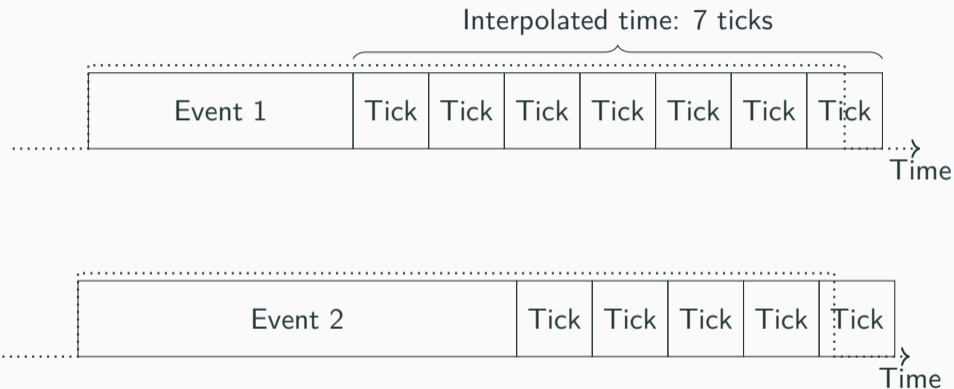 Interpolated time: 7 ticks
Event 1 Tick Tick Tick Tick Tick Tick Tick
Time
Event 2 Tick Tick Tick Tick Tick
Time